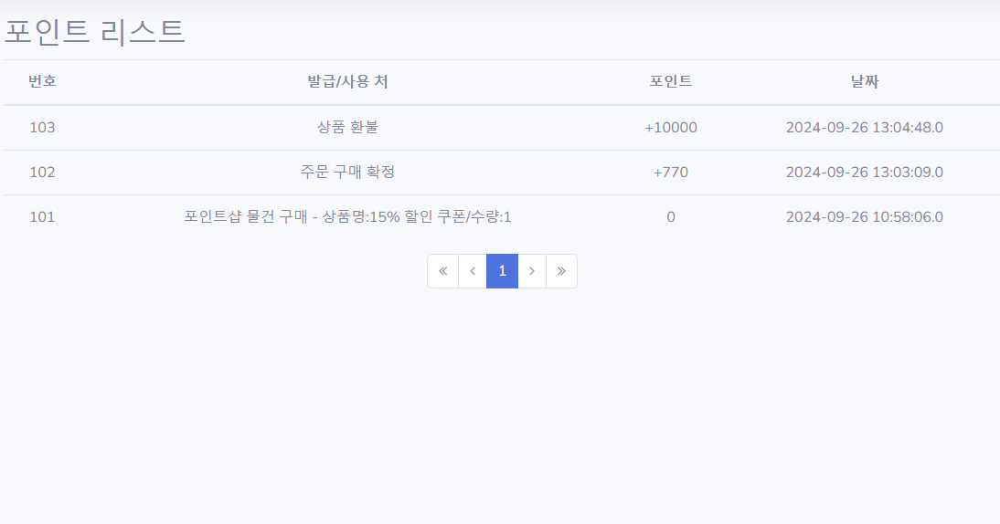 포인트 리스트
번호 발급/사용 처 포인트 날짜
103 상품 환불 +10000 2024-09-26 13:04:48.0
102 주문 구매 확정 +770 2024-09-26 13:03:09.0
101 포인트샵 물건 구매 - 상품명:15% 할인 쿠폰/수량:1 0 2024-09-26 10:58:06.0
« ‹ 1 › »